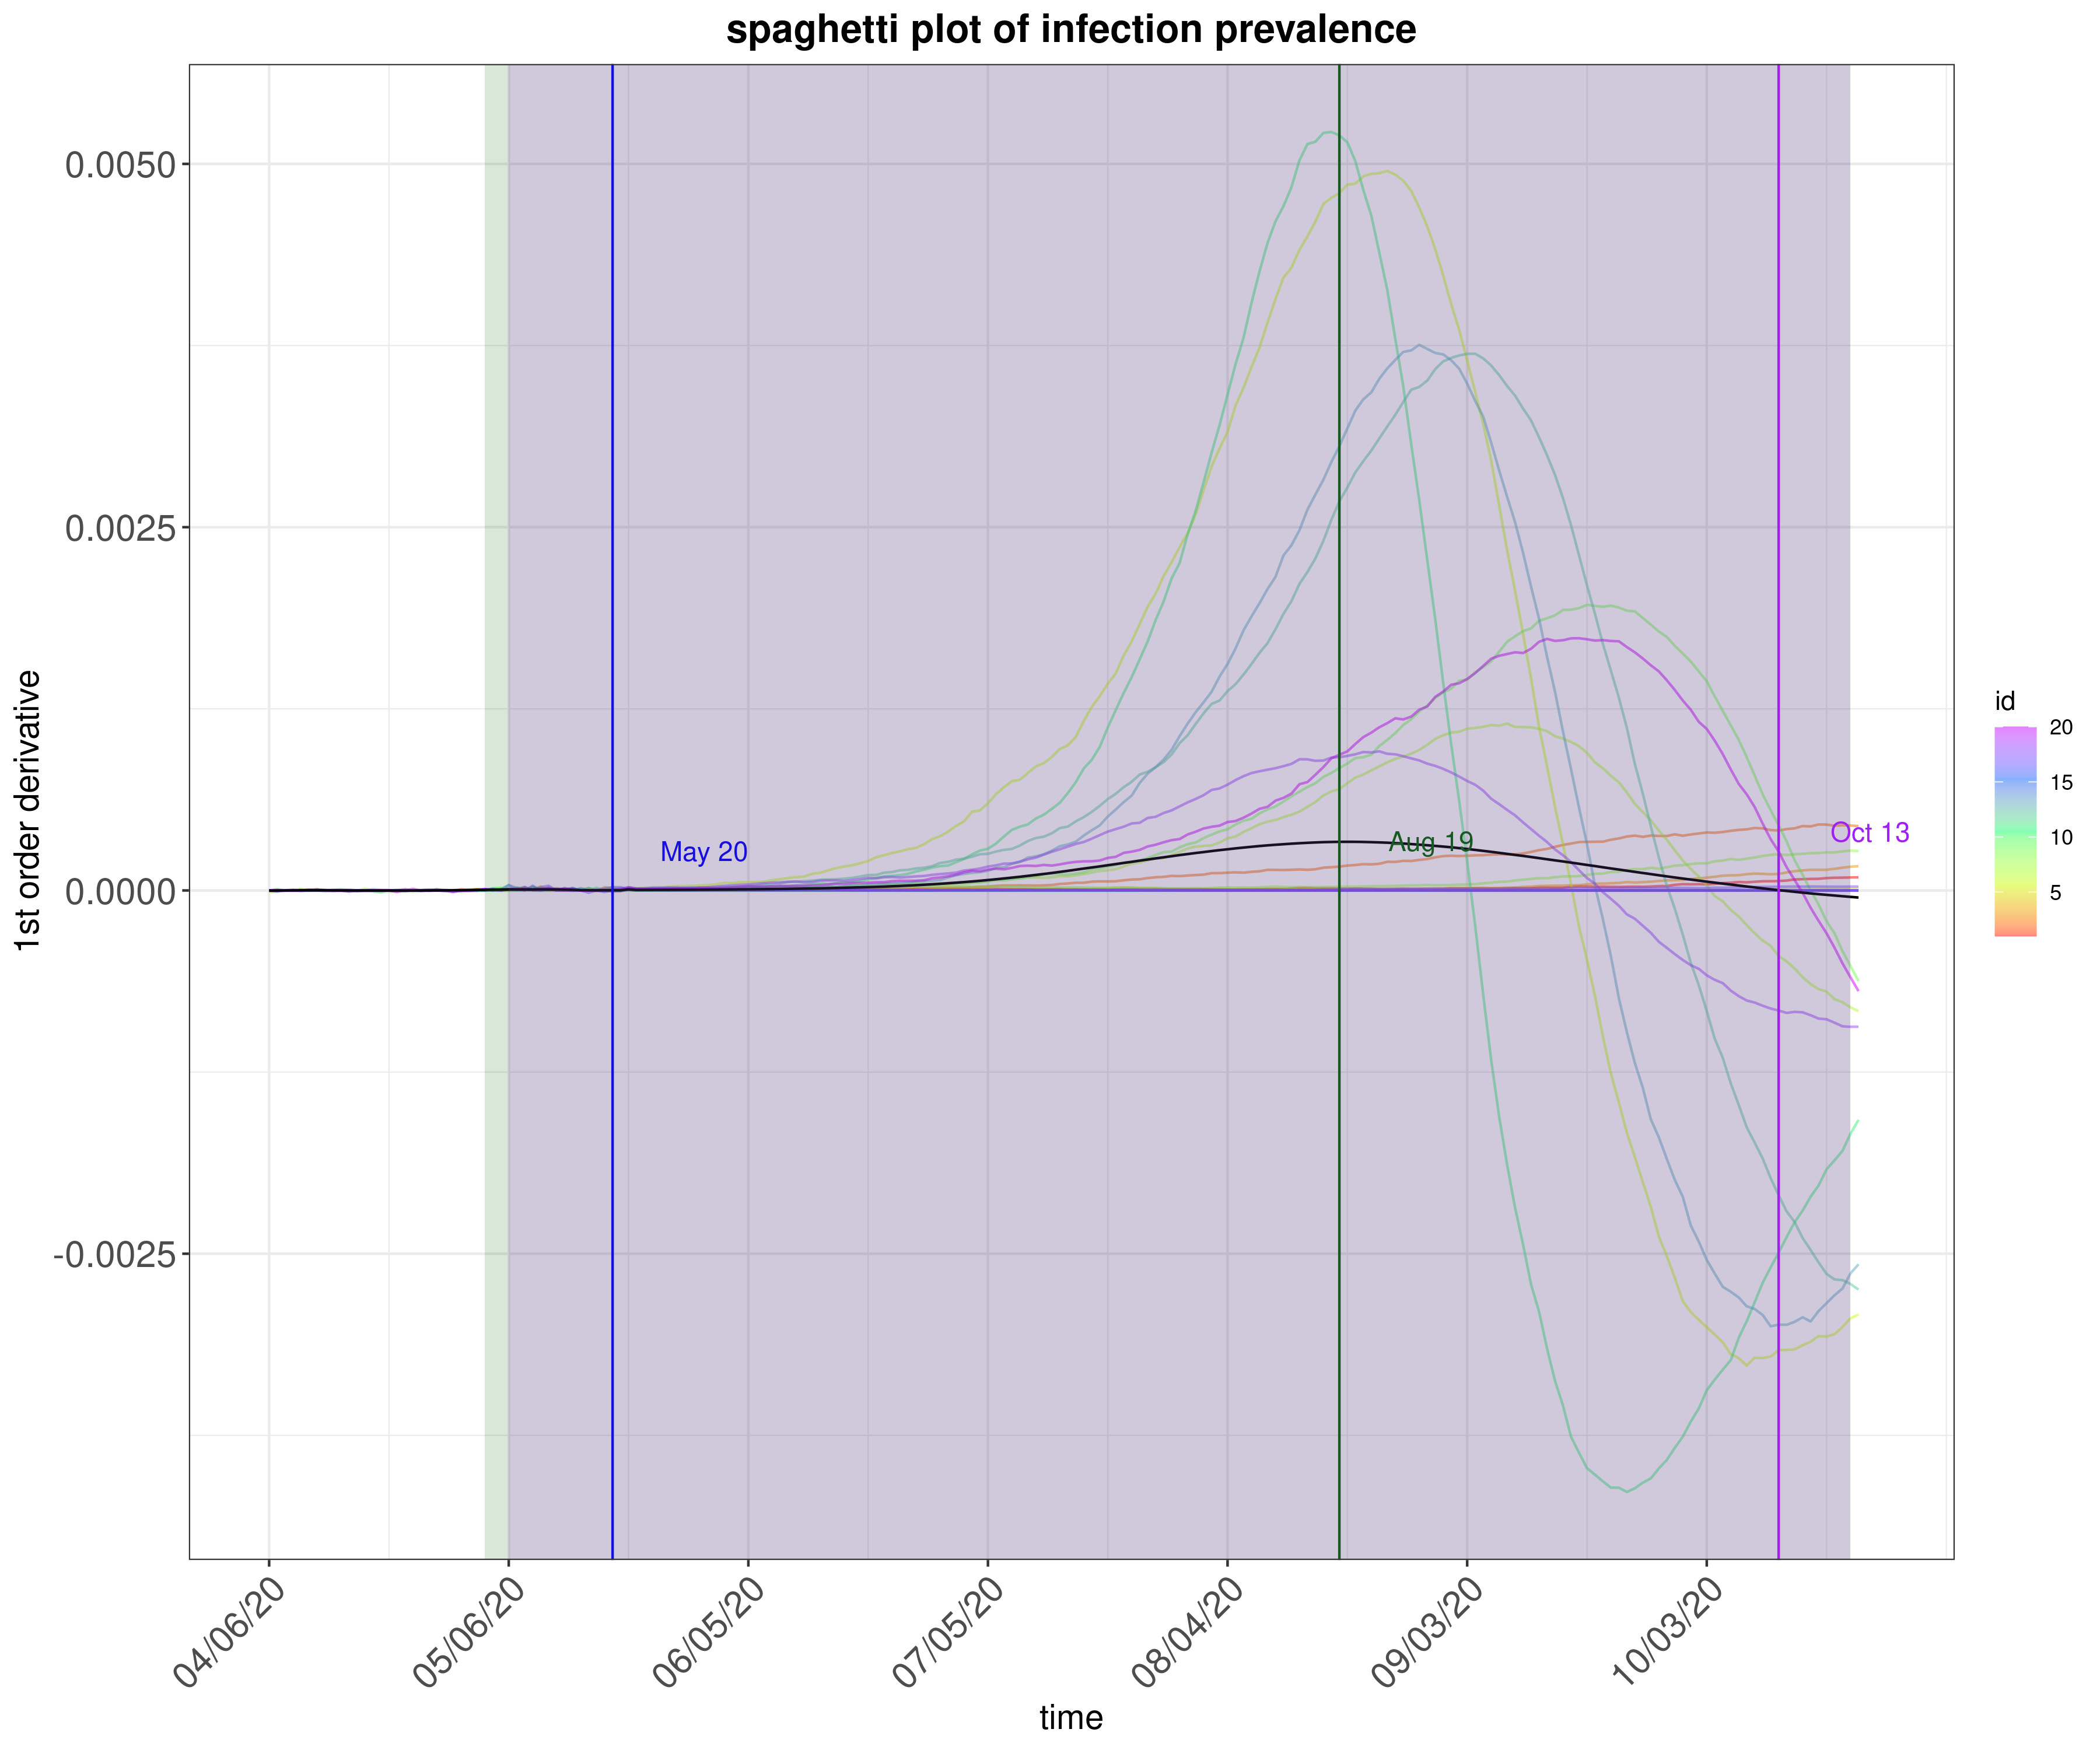 spaghetti plot of infection prevalence
1st order derivative
0.0050
0.0025
0.0000
-0.0025
May 20
Aug 19
Oct 13
04/06/20
05/06/20
06/05/20
07/05/20
08/04/20
09/03/20
10/03/20
time
id
20
15
10
5